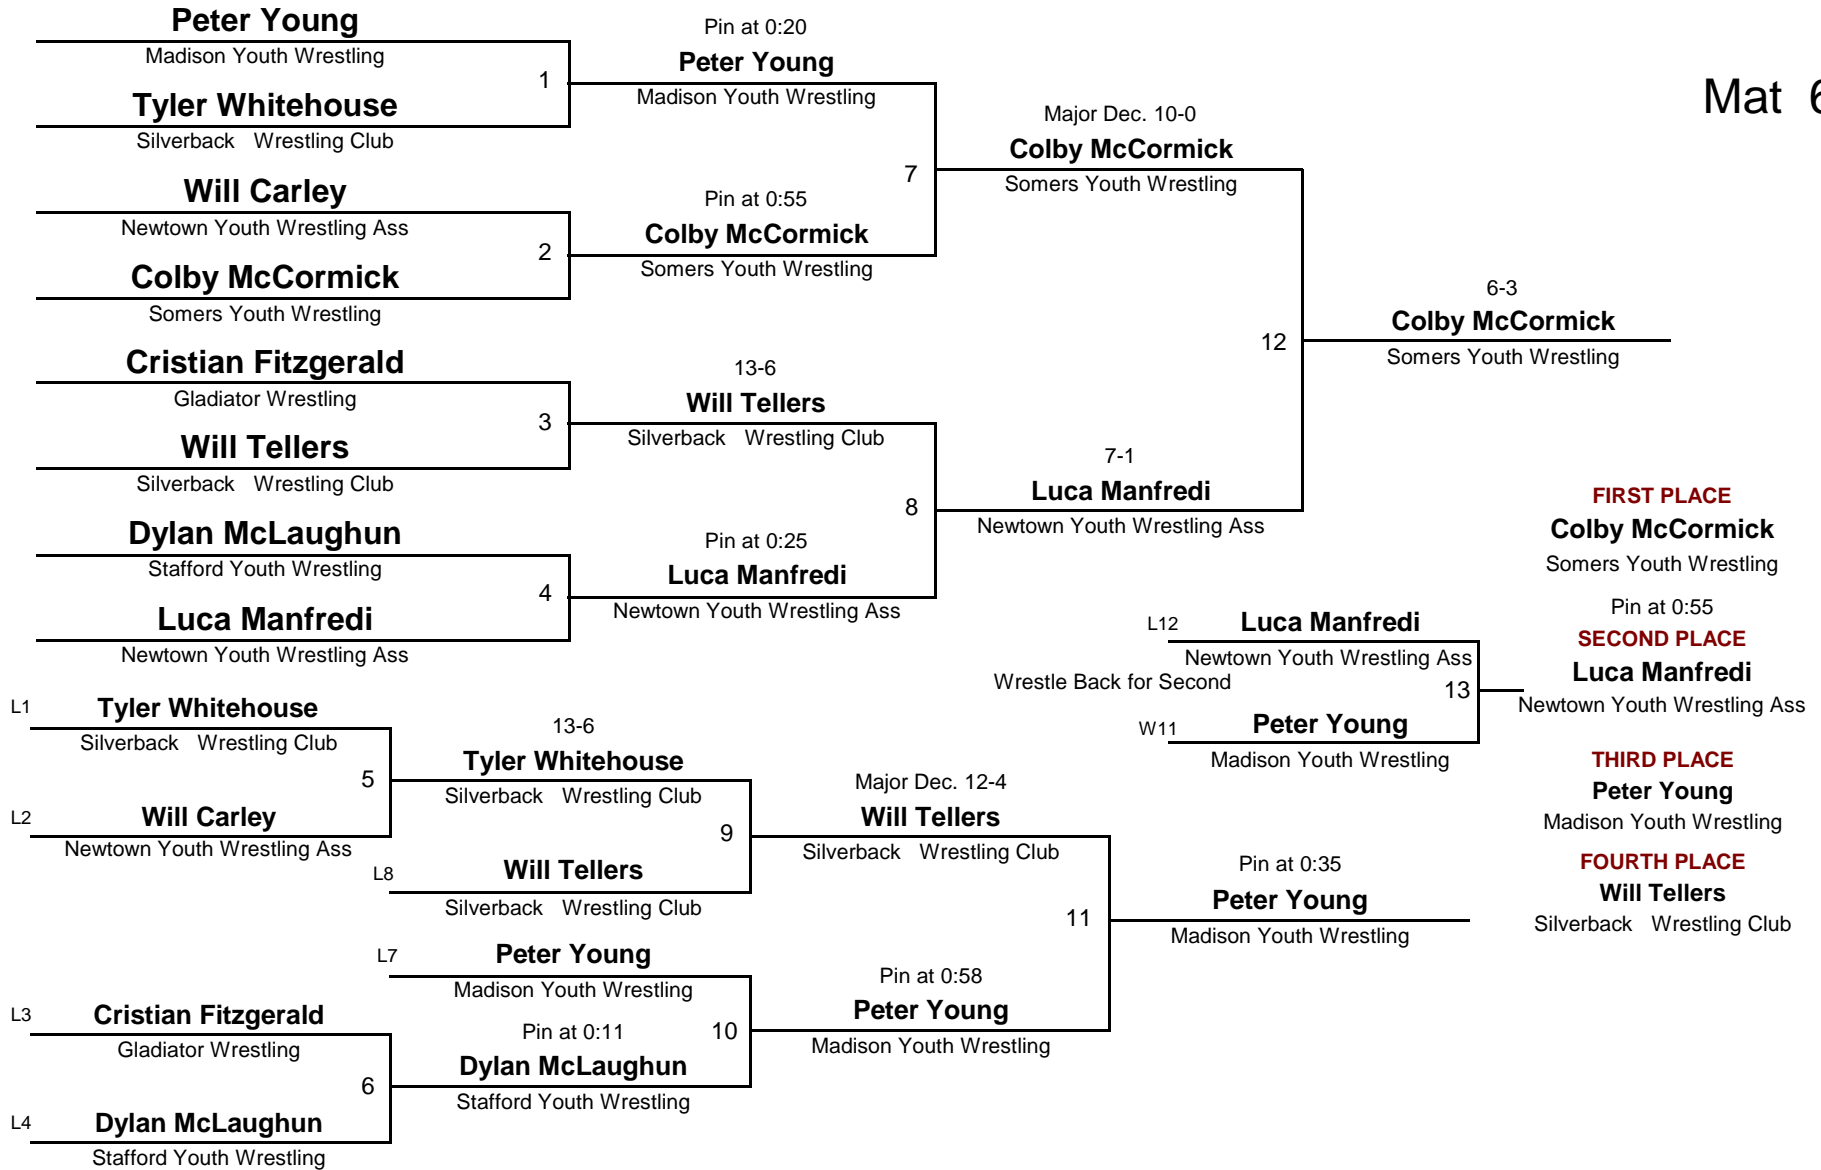 Peter Young
Madison Youth Wrestling
1
Tyler Whitehouse
Silverback Wrestling Club
Will Carley
Newtown Youth Wrestling Ass
2
Colby McCormick
Somers Youth Wrestling
Cristian Fitzgerald
Gladiator Wrestling
3
Will Tellers
Silverback Wrestling Club
Dylan McLaughun
Stafford Youth Wrestling
4
Luca Manfredi
Newtown Youth Wrestling Ass
Pin at 0:20
Peter Young
Madison Youth Wrestling
7
Pin at 0:55
Colby McCormick
Somers Youth Wrestling
13-6
Will Tellers
Silverback Wrestling Club
8
Pin at 0:25
Luca Manfredi
Newtown Youth Wrestling Ass
Major Dec. 10-0
Colby McCormick
Somers Youth Wrestling
12
7-1
Luca Manfredi
Newtown Youth Wrestling Ass
Mat 6
6-3
Colby McCormick
Somers Youth Wrestling
L1 Tyler Whitehouse
Silverback Wrestling Club
5
L2 Will Carley
Newtown Youth Wrestling Ass
L3 Cristian Fitzgerald
Gladiator Wrestling
6
L4 Dylan McLaughun
Stafford Youth Wrestling
13-6
Tyler Whitehouse
Silverback Wrestling Club
9
L8 Will Tellers
Silverback Wrestling Club
L7 Peter Young
Madison Youth Wrestling
10
Pin at 0:11
Dylan McLaughun
Stafford Youth Wrestling
Major Dec. 12-4
Will Tellers
Silverback Wrestling Club
11
Pin at 0:58
Peter Young
Madison Youth Wrestling
Pin at 0:35
Peter Young
Madison Youth Wrestling
L12 Luca Manfredi
Newtown Youth Wrestling Ass
Wrestle Back for Second
13
W11 Peter Young
Madison Youth Wrestling
FIRST PLACE
Colby McCormick
Somers Youth Wrestling
Pin at 0:55
SECOND PLACE
Luca Manfredi
Newtown Youth Wrestling Ass
THIRD PLACE
Peter Young
Madison Youth Wrestling
FOURTH PLACE
Will Tellers
Silverback Wrestling Club